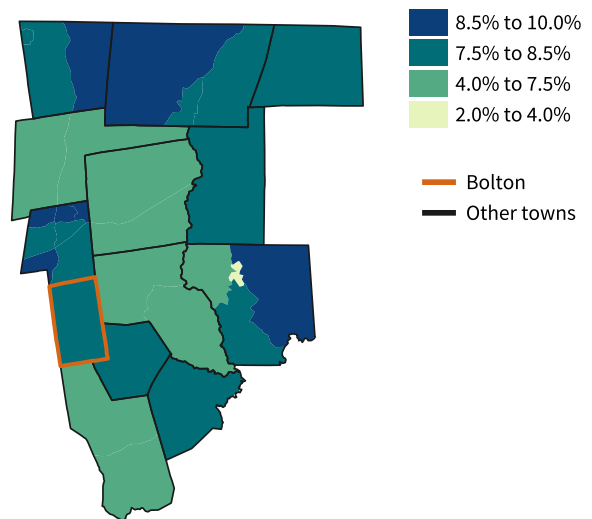 8.5% to 10.0%
7.5% to 8.5%
4.0% to 7.5%
2.0% to 4.0%
Bolton
Other towns